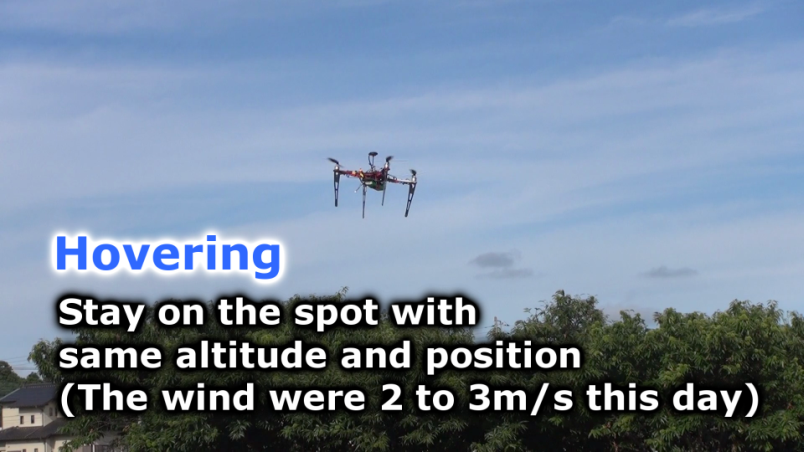 Hovering
Stay on the spot with
same altitude and position
(The wind were 2 to 3m/s this day)